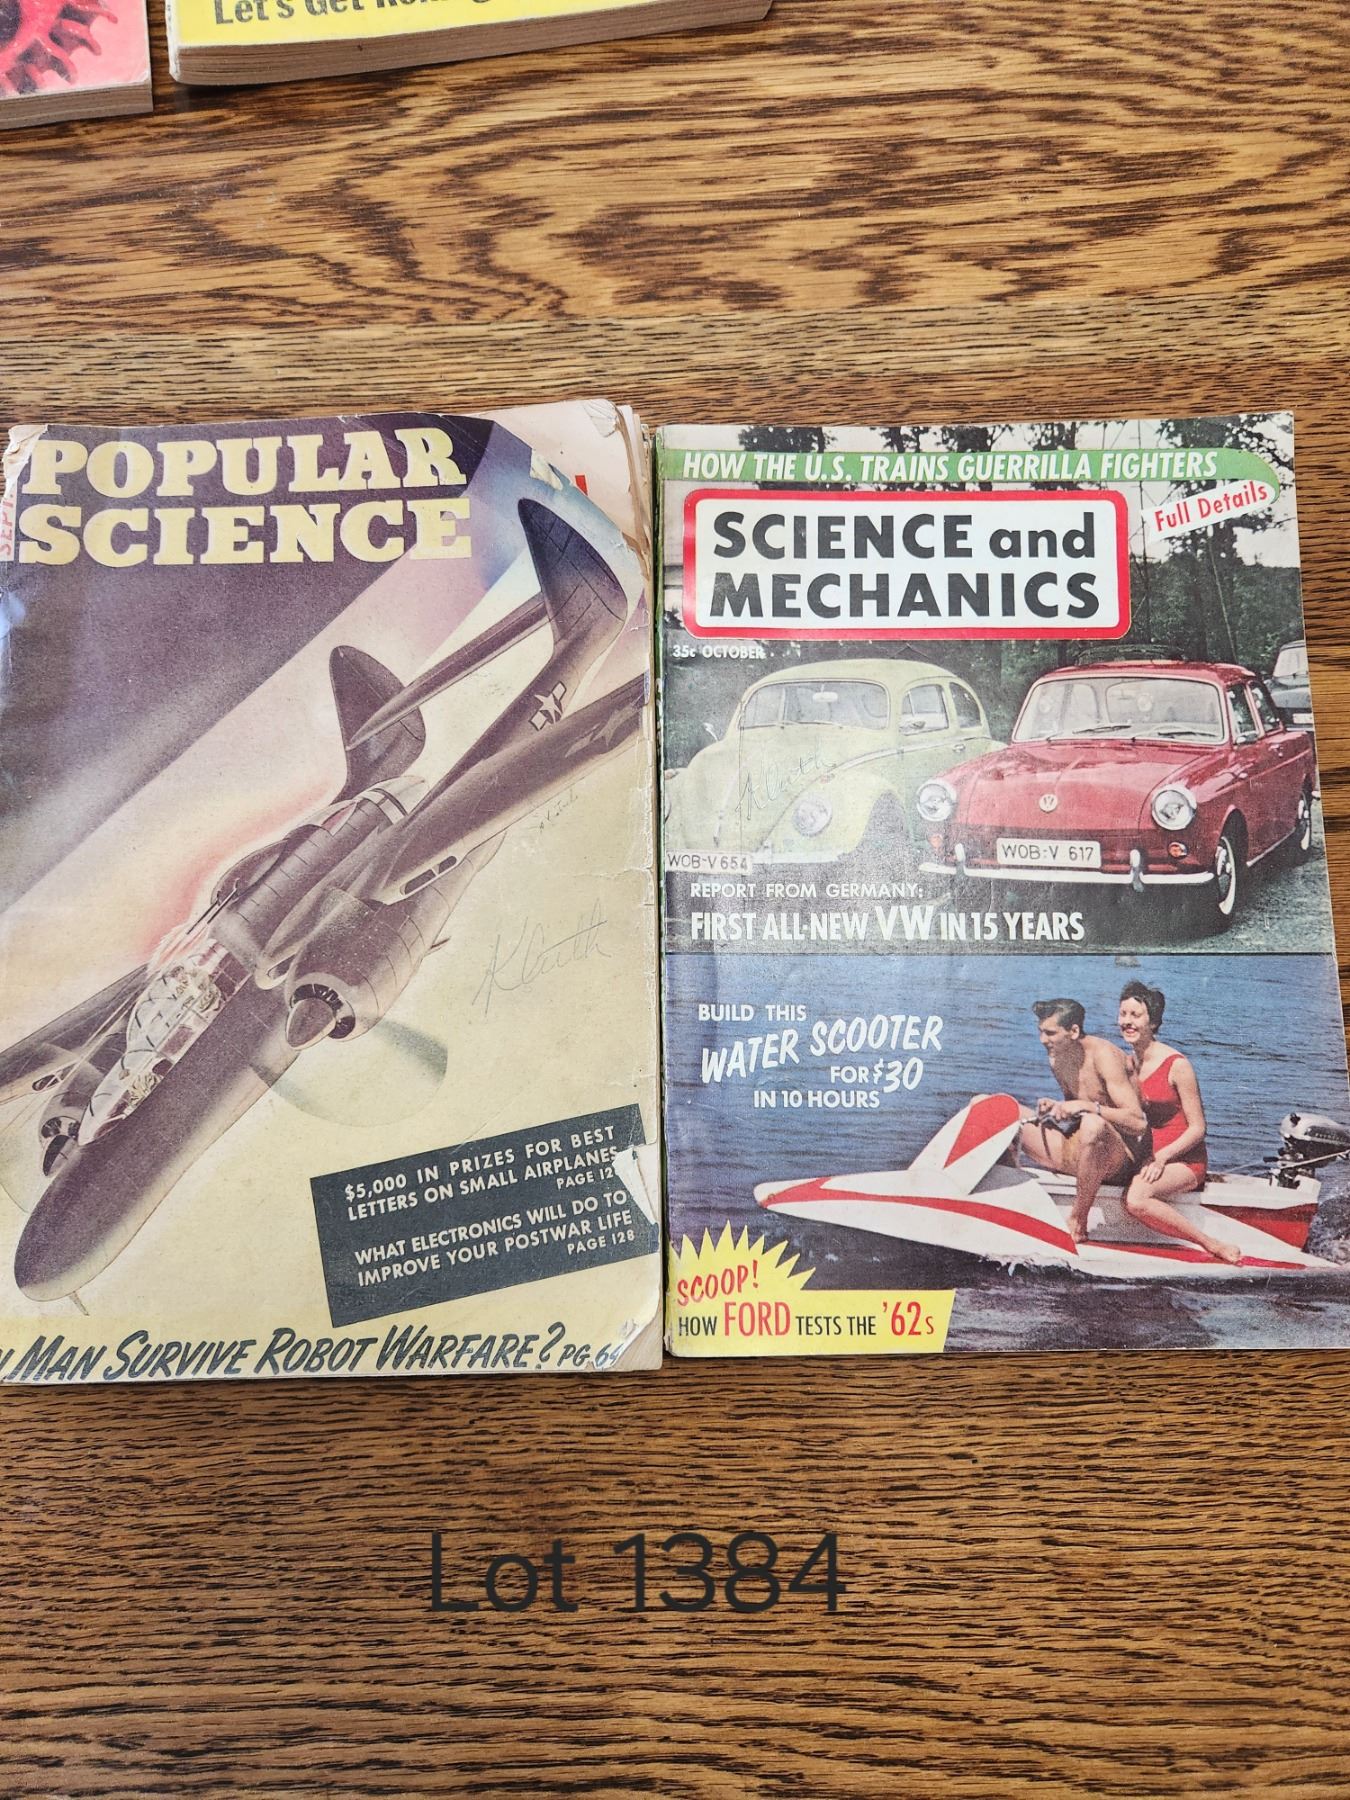 Let's Get
POPULAR
SCIENCE
SEPT.
$5,000 IN PRIZES FOR BEST
LETTERS ON SMALL AIRPLANES
PAGE 12
WHAT ELECTRONICS WILL DO TO
IMPROVE YOUR POSTWAR LIFE
PAGE 128
MAN SURVIVE ROBOT WARFARE? PG. 64
HOW THE U.S. TRAINS GUERRILLA FIGHTERS
Full Details
SCIENCE and
MECHANICS
35c OCTOBER
WOB-V 654
WOB-V 617
REPORT FROM GERMANY:
FIRST ALL-NEW VW IN 15 YEARS
BUILD THIS
WATER SCOOTER
FOR $30
IN 10 HOURS
SCOOP!
HOW FORD TESTS THE '62s
Lot 1384